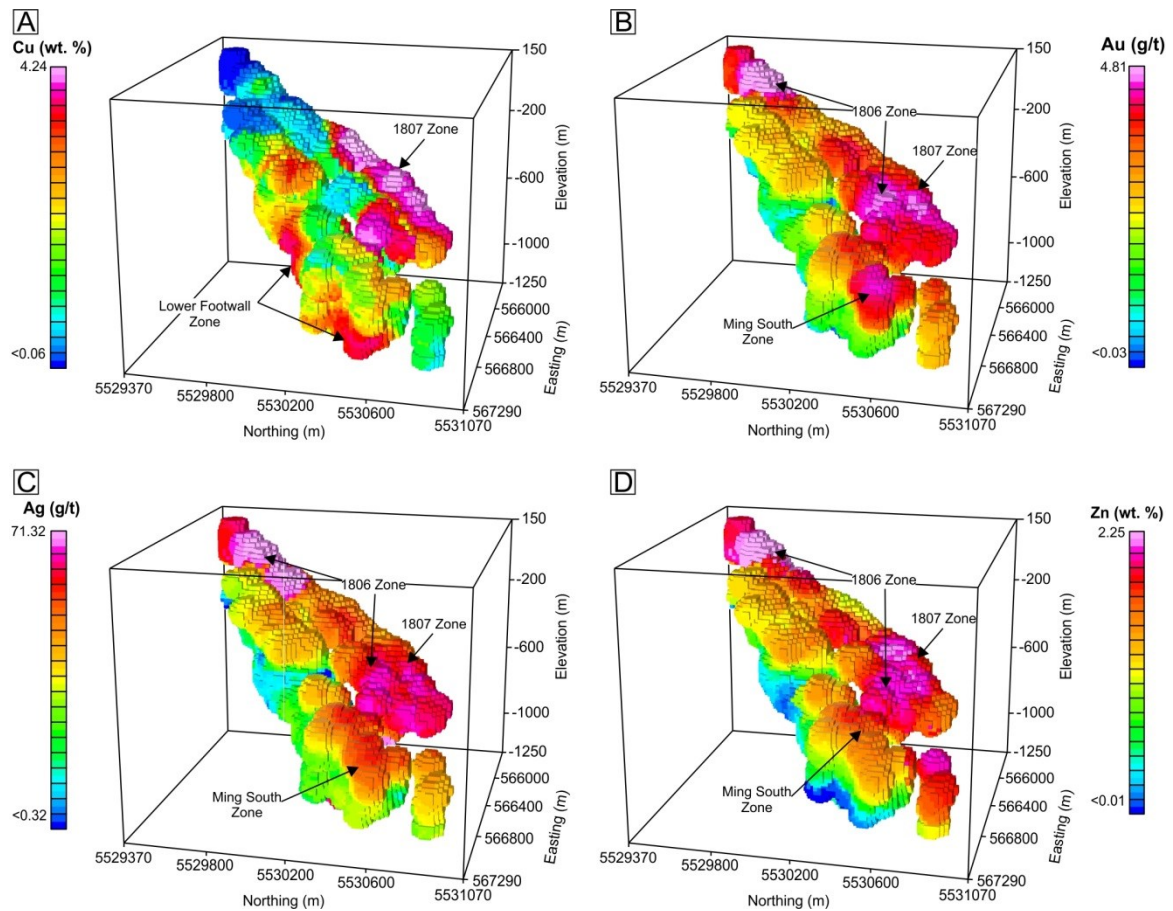 A
Cu (wt. %)
4.24
<0.06
1807 Zone
Lower Footwall
Zone
150
-200
-600
-1000
-1250
Elevation (m)
566000
566400
566800
567290
Easting (m)
5529370
5529800
5530200
5530600
5531070
Northing (m)
B
Au (g/t)
4.81
<0.03
1806 Zone
1807 Zone
Ming South
Zone
150
-200
-600
-1000
-1250
Elevation (m)
566000
566400
566800
567290
Easting (m)
5529370
5529800
5530200
5530600
5531070
Northing (m)
C
Ag (g/t)
71.32
<0.32
1806 Zone
1807 Zone
Ming South
Zone
150
-200
-600
-1000
-1250
Elevation (m)
566000
566400
566800
567290
Easting (m)
5529370
5529800
5530200
5530600
5531070
Northing (m)
D
Zn (wt. %)
2.25
<0.01
1806 Zone
1807 Zone
Ming South
Zone
150
-200
-600
-1000
-1250
Elevation (m)
566000
566400
566800
567290
Easting (m)
5529370
5529800
5530200
5530600
5531070
Northing (m)